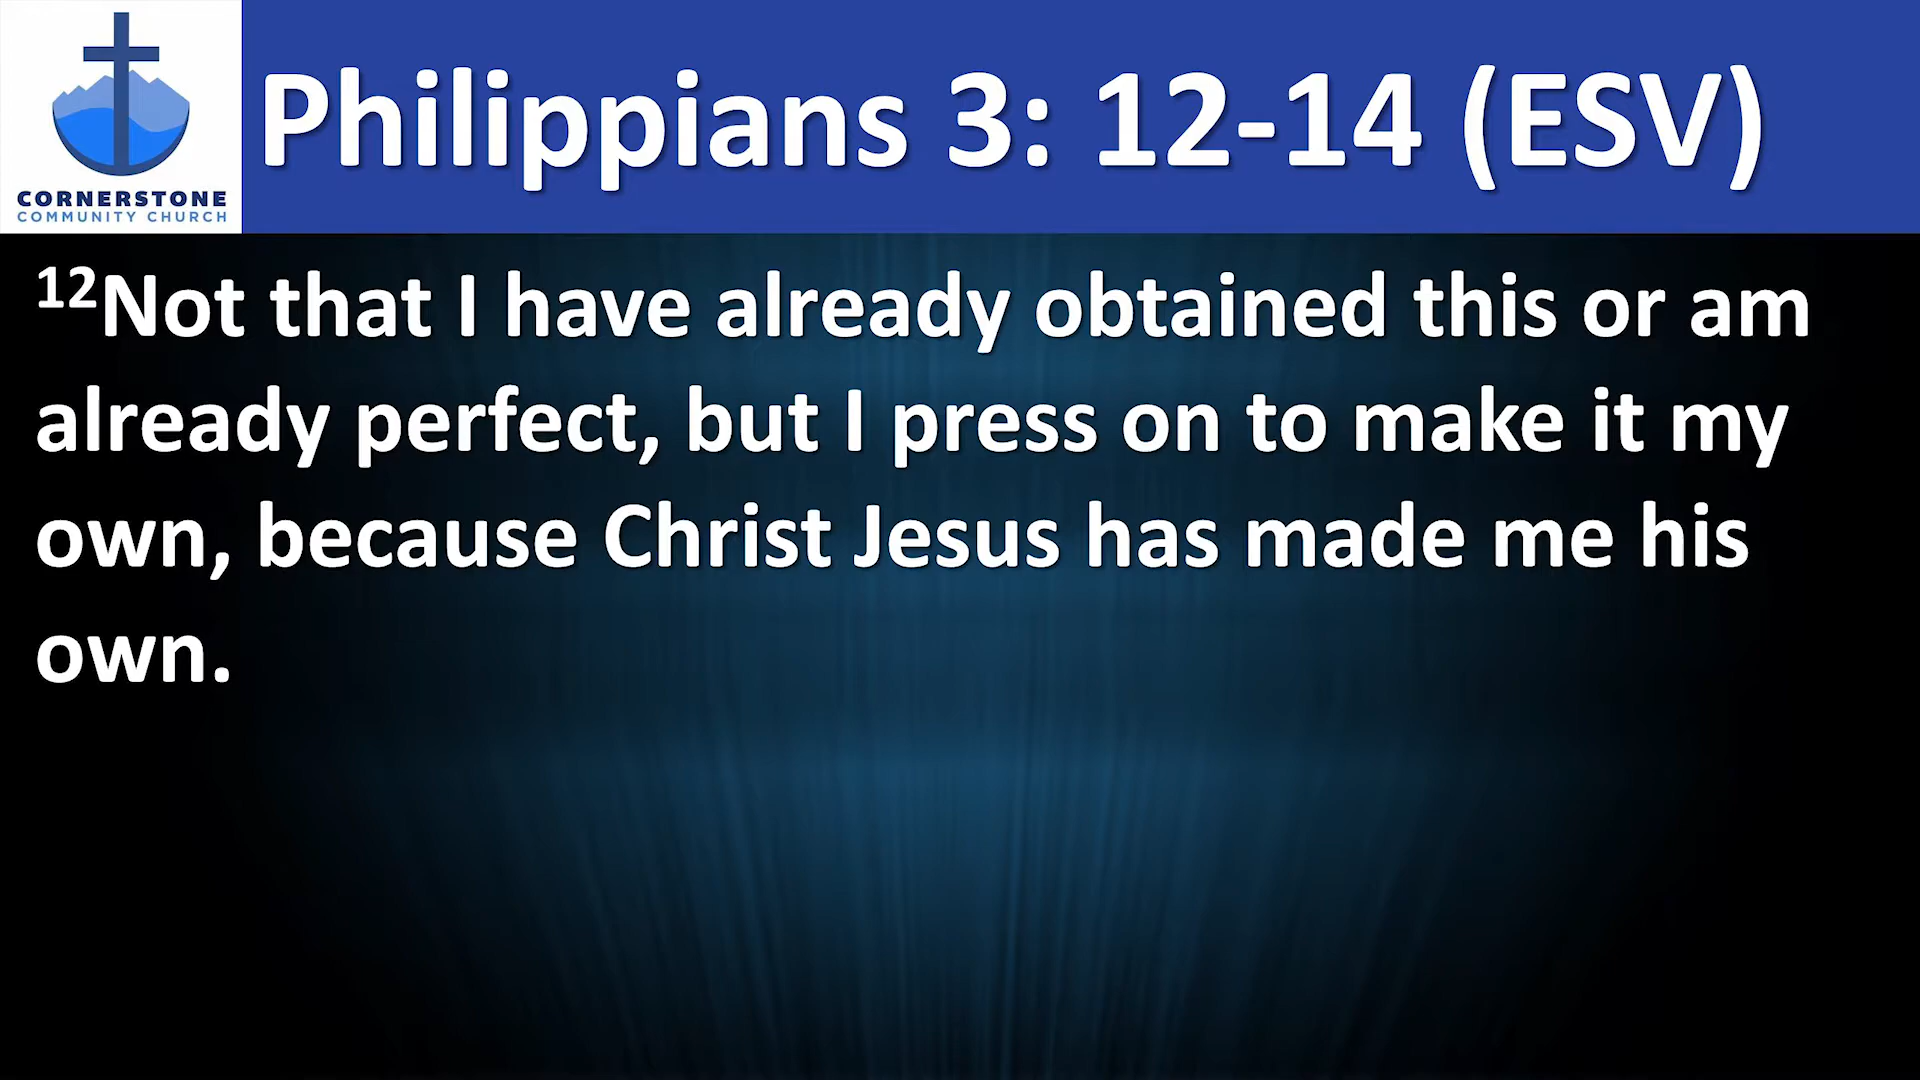 CORNERSTONE
COMMUNITY CHURCH
Philippians 3: 12-14 (ESV)
12Not that I have already obtained this or am
already perfect, but I press on to make it my
own, because Christ Jesus has made me his
own.